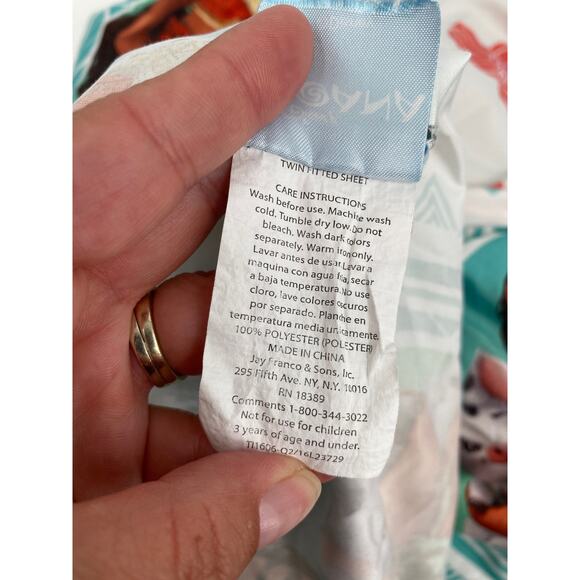 MOANA
TWIN FITTED SHEET
CARE INSTRUCTIONS
Wash before use. Machine wash
cold. Tumble dry low. Do not
bleach. Wash dark colors
separately. Warm iron only.
Lavar antes de usar. Lavar a
maquina con agua fria, secar
a baja temperatura. No use
cloro, lave colores oscuros
por separado. Planche en
temperatura media unicamente.
100% POLYESTER (POLIESTER)
MADE IN CHINA
Jay Franco & Sons, Inc.
295 Fifth Ave. NY, N.Y. 10016
RN 18389
Comments 1-800-344-3022
Not for use for children
3 years of age and under.
TI1606-O2/16L23729